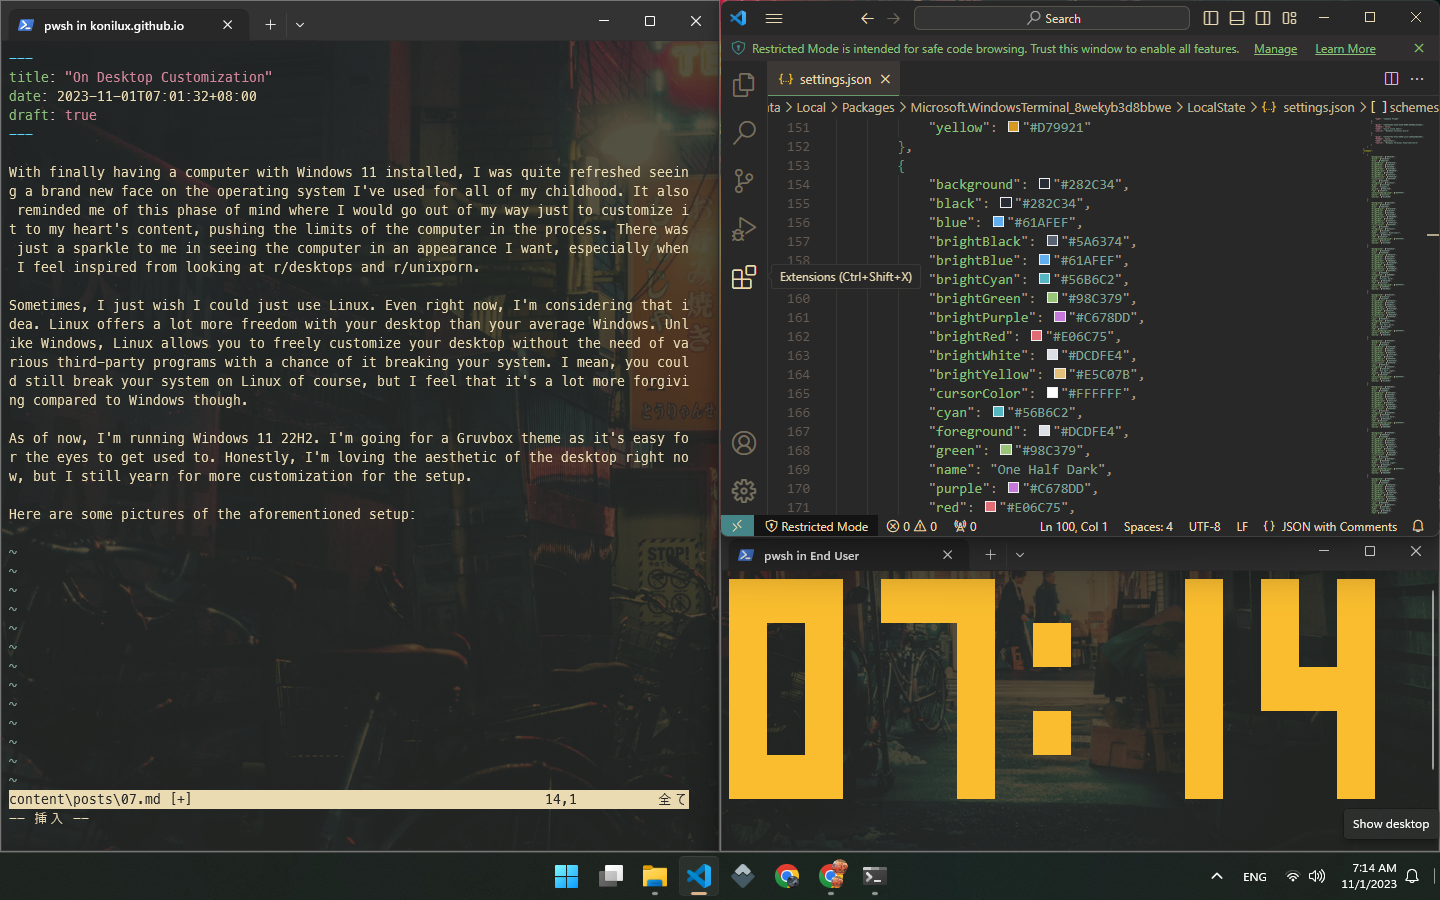 pwsh in konilux.github.io
---
title: "On Desktop Customization"
date: 2023-11-01T07:01:32+08:00
draft: true
---
With finally having a computer with Windows 11 installed, I was quite refreshed seein
g a brand new face on the operating system I've used for all of my childhood. It also
reminded me of this phase of mind where I would go out of my way just to customize i
t to my heart's content, pushing the limits of the computer in the process. There was
just a sparkle to me in seeing the computer in an appearance I want, especially when
I feel inspired from looking at r/desktops and r/unixporn.
Sometimes, I just wish I could just use Linux. Even right now, I'm considering that i
dea. Linux offers a lot more freedom with your desktop than your average Windows. Unl
ike Windows, Linux allows you to freely customize your desktop without the need of va
rious third-party programs with a chance of it breaking your system. I mean, you coul
d still break your system on Linux of course, but I feel that it's a lot more forgivi
ng compared to Windows though.
As of now, I'm running Windows 11 22H2. I'm going for a Gruvbox theme as it's easy fo
r the eyes to get used to. Honestly, I'm loving the aesthetic of the desktop right no
w, but I still yearn for more customization for the setup.
Here are some pictures of the aforementioned setup:
~
~
~
~
~
~
~
~
~
~
~
~
~
content\posts\07.md [+] 14,1 全て
-- 挿入 --
Search
Restricted Mode is intended for safe code browsing. Trust this window to enable all features. Manage Learn More
{..} settings.json
ta > Local > Packages > Microsoft.WindowsTerminal_8wekyb3d8bbwe > LocalState > {..} settings.json > [ ] schemes
151 "yellow": "#D79921"
152 },
153 {
154 "background": "#282C34",
155 "black": "#282C34",
156 "blue": "#61AFEF",
157 "brightBlack": "#5A6374",
158 "brightBlue": "#61AFEF",
"brightCyan": "#56B6C2",
160 "brightGreen": "#98C379",
161 "brightPurple": "#C678DD",
162 "brightRed": "#E06C75",
163 "brightWhite": "#DCDFE4",
164 "brightYellow": "#E5C07B",
165 "cursorColor": "#FFFFFF",
166 "cyan": "#56B6C2",
167 "foreground": "#DCDFE4",
168 "green": "#98C379",
169 "name": "One Half Dark",
170 "purple": "#C678DD",
171 "red": "#E06C75",
Extensions (Ctrl+Shift+X)
Restricted Mode 0 0 0 Ln 100, Col 1 Spaces: 4 UTF-8 LF { } JSON with Comments
pwsh in End User
07:14
Show desktop
STOP!
ENG 7:14 AM
11/1/2023